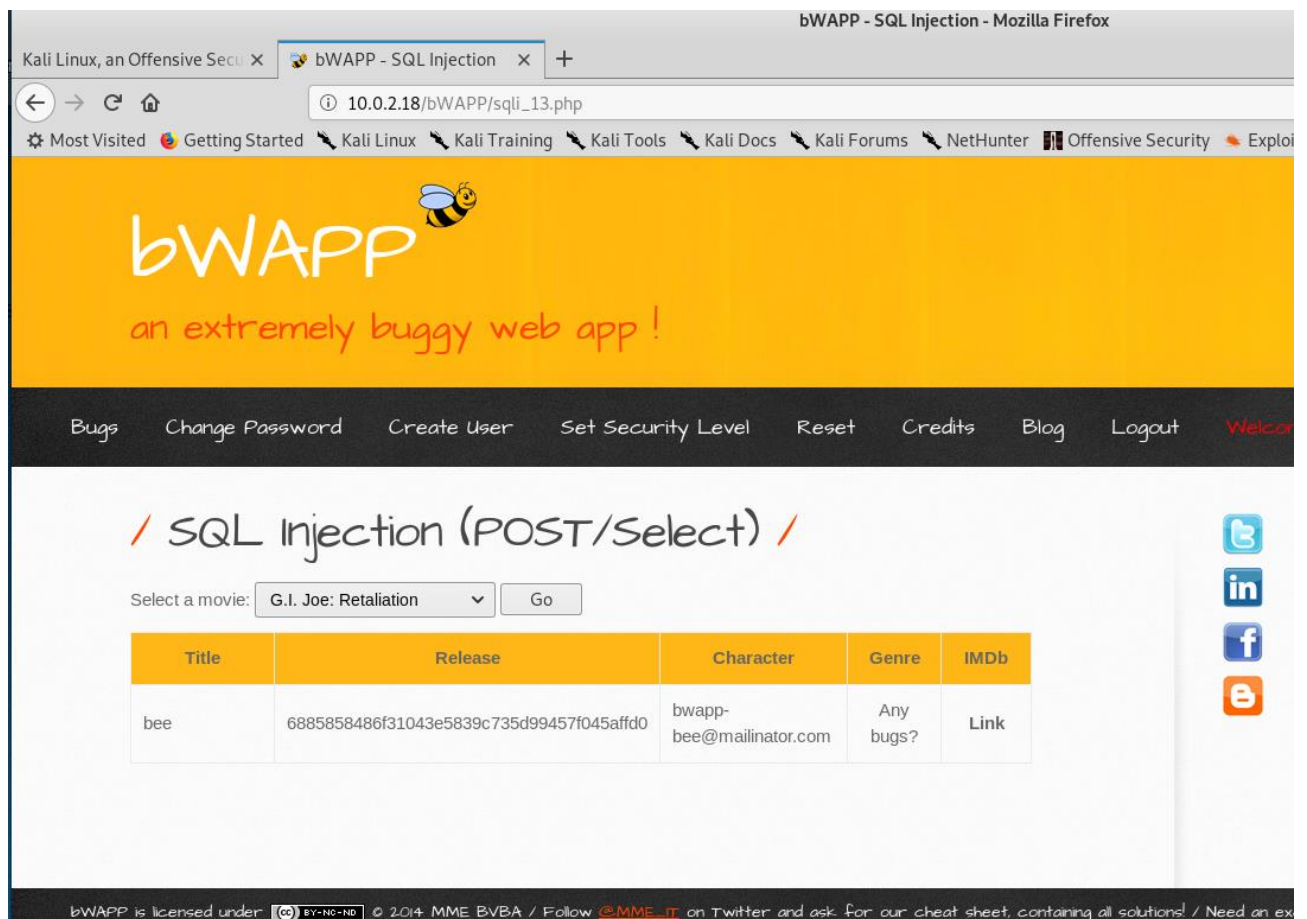 bWAPP - SQL Injection - Mozilla Firefox
Kali Linux, an Offensive Secu
bWAPP - SQL Injection
10.0.2.18/bWAPP/sqli_13.php
Most Visited Getting Started Kali Linux Kali Training Kali Tools Kali Docs Kali Forums NetHunter Offensive Security Exploi
bWAPP
an extremely buggy web app !
Bugs Change Password Create User Set Security Level Reset Credits Blog Logout Welcom
/ SQL Injection (POST/Select) /
Select a movie: G.I. Joe: Retaliation Go
Title Release Character Genre IMDb
bee 6885858486f31043e5839c735d99457f045affd0 bwapp-bee@mailinator.com Any bugs? Link
bWAPP is licensed under (cc) BY-NC-ND © 2014 MME BVBA / Follow @MME_IT on Twitter and ask for our cheat sheet, containing all solutions! / Need an ex